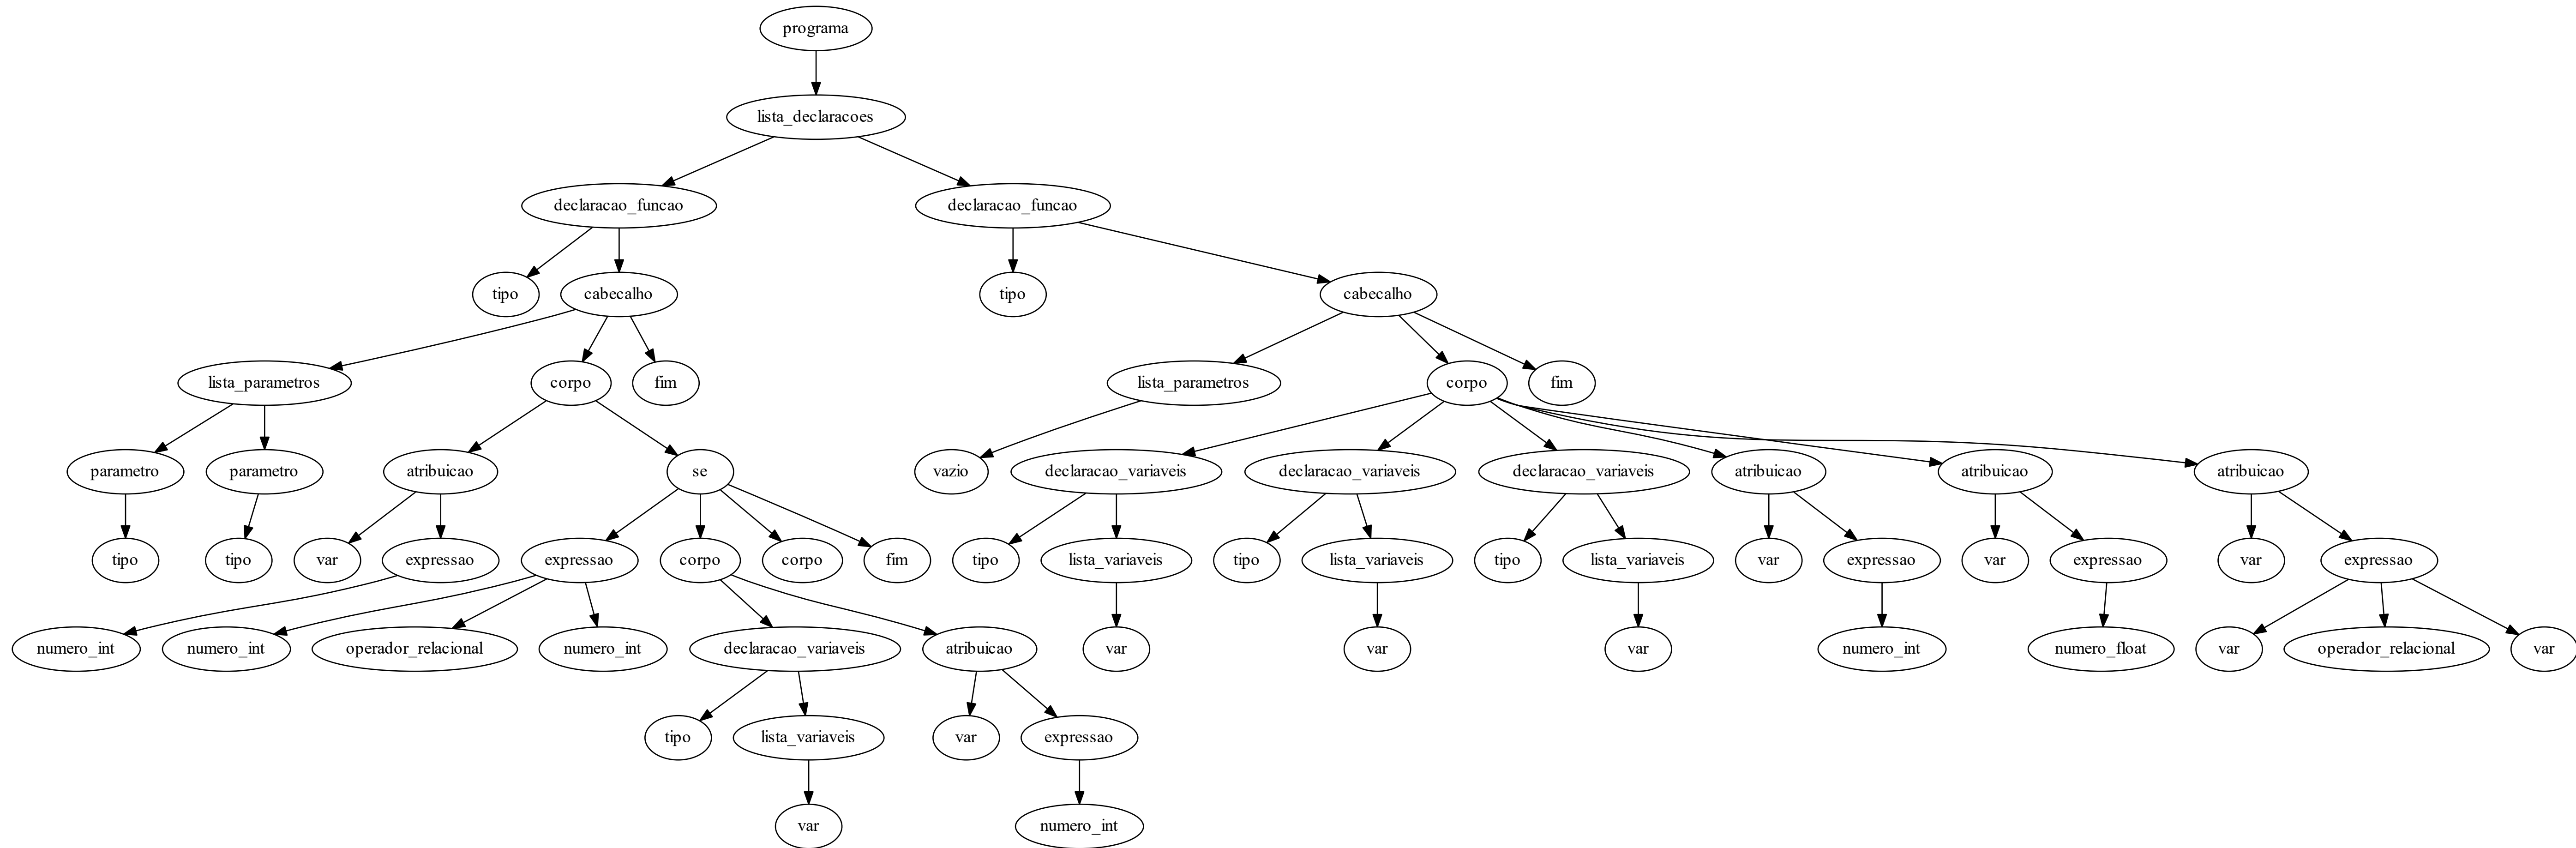 programa
lista_declaracoes
declaracao_funcao declaracao_funcao
tipo cabecalho tipo cabecalho
lista_parametros corpo fim lista_parametros corpo fim
parametro parametro atribuicao se vazio declaracao_variaveis declaracao_variaveis declaracao_variaveis atribuicao atribuicao atribuicao
tipo tipo var expressao expressao corpo corpo fim tipo lista_variaveis tipo lista_variaveis tipo lista_variaveis var expressao var expressao var expressao
numero_int numero_int operador_relacional numero_int declaracao_variaveis atribuicao var var var numero_int numero_float var operador_relacional var
tipo lista_variaveis var expressao
var numero_int